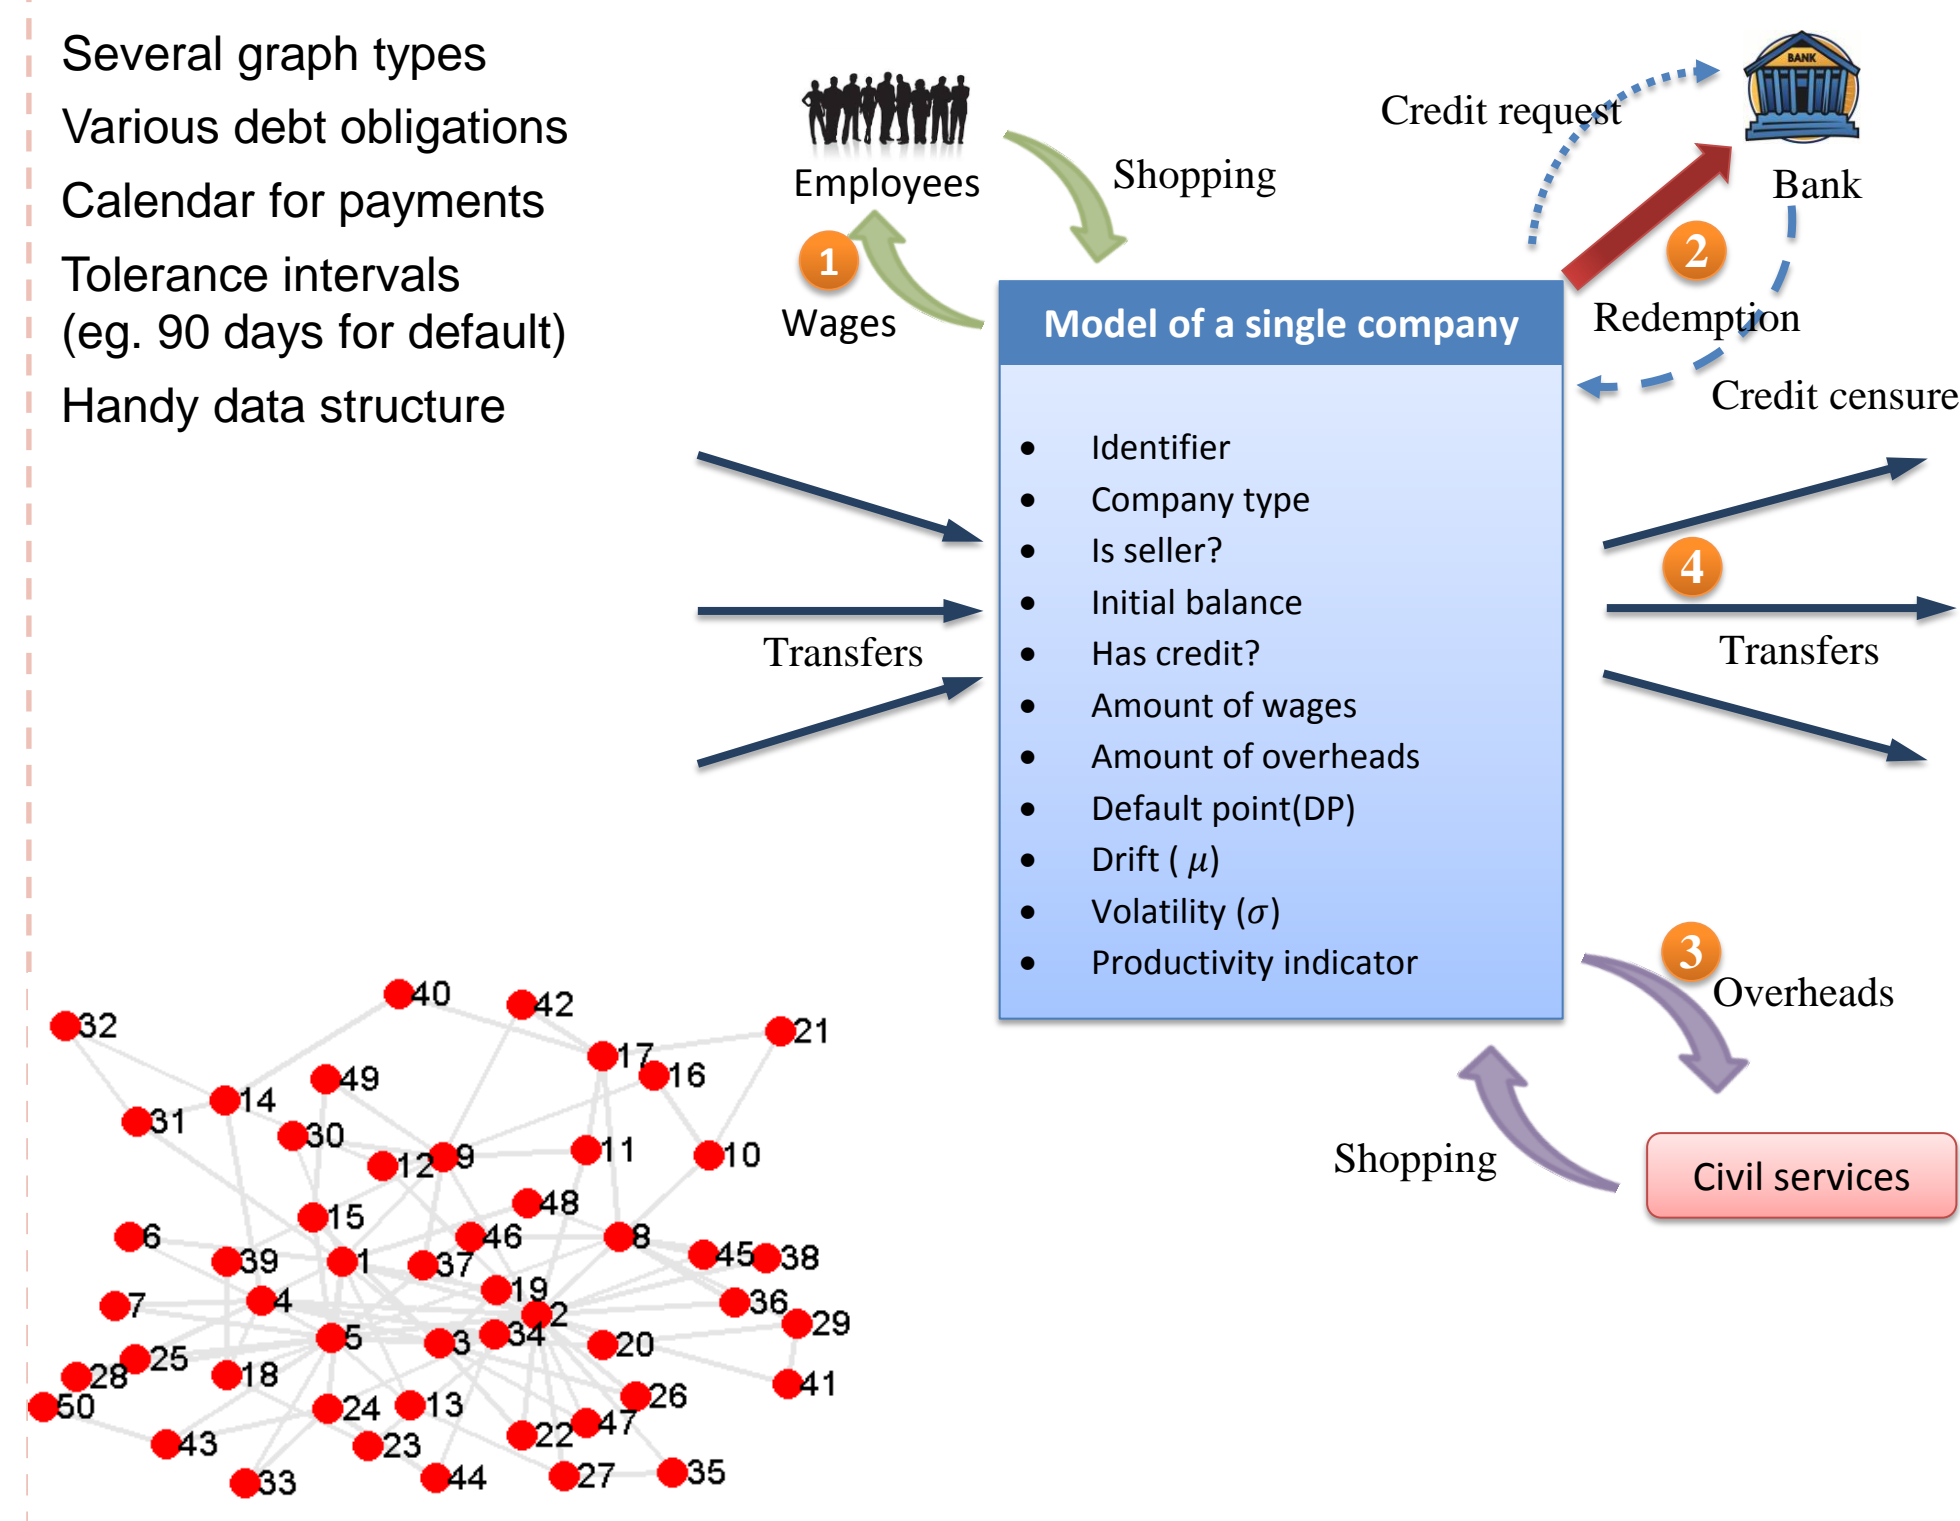 Several graph types
Various debt obligations
Calendar for payments
Tolerance intervals
(eg. 90 days for default)
Handy data structure
BANK
Credit request
Bank
Employees
Shopping
1
Wages
2
Redemption
Credit censure
Model of a single company
• Identifier
• Company type
• Is seller?
• Initial balance
• Has credit?
• Amount of wages
• Amount of overheads
• Default point(DP)
• Drift ( μ)
• Volatility (σ)
• Productivity indicator
Transfers
4
Transfers
3
Overheads
Shopping
Civil services
40
42
32
17
21
49
16
14
31
30
11
12
9
10
48
15
6
46
8
39
1
37
45
38
19
4
7
2
36
29
5
3
34
20
25
28
18
41
26
50
24
13
47
22
43
23
44
27
35
33